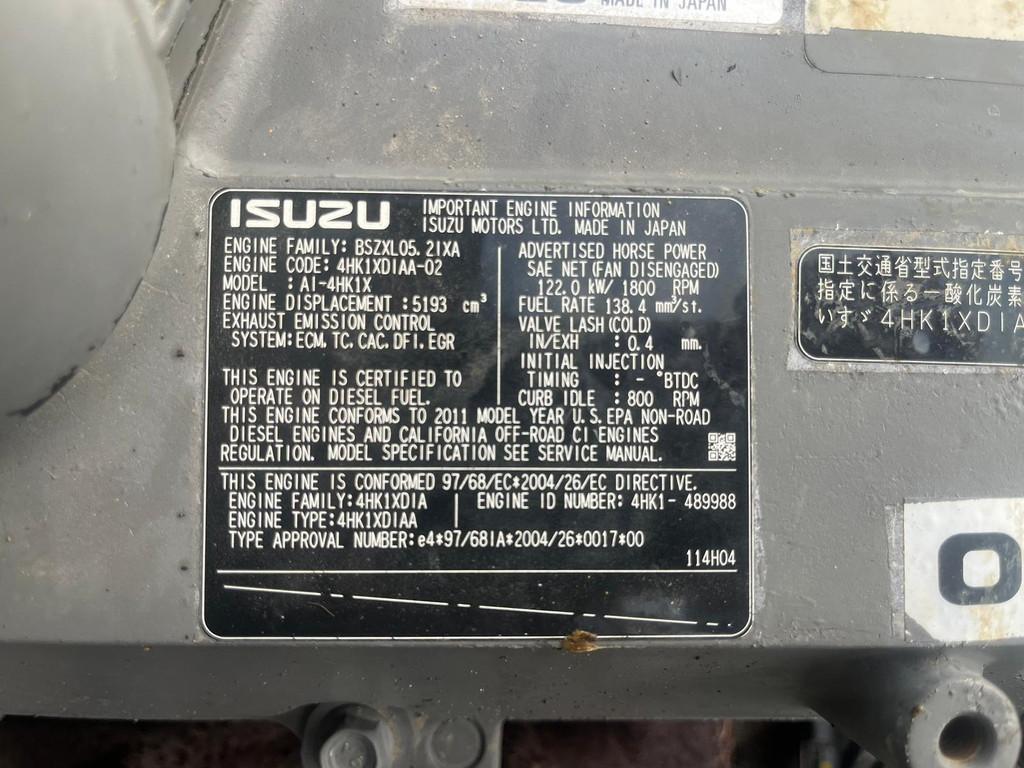 MADE IN JAPAN
ISUZU IMPORTANT ENGINE INFORMATION
ISUZU MOTORS LTD. MADE IN JAPAN
ENGINE FAMILY: BSZXL05. 2IXA
ENGINE CODE: 4HK1XDIAA-02
MODEL : AI-4HK1X
ENGINE DISPLACEMENT :5193 cm³
EXHAUST EMISSION CONTROL
SYSTEM:ECM, TC, CAC, DFI, EGR
ADVERTISED HORSE POWER
SAE NET (FAN DISENGAGED)
122.0 kW/ 1800 RPM
FUEL RATE 138.4 mm³/st.
VALVE LASH (COLD)
IN/EXH : 0.4 mm.
INITIAL INJECTION
TIMING : - °BTDC
CURB IDLE : 800 RPM
THIS ENGINE IS CERTIFIED TO
OPERATE ON DIESEL FUEL.
THIS ENGINE CONFORMS TO 2011 MODEL YEAR U.S. EPA NON-ROAD
DIESEL ENGINES AND CALIFORNIA OFF-ROAD CI ENGINES
REGULATION. MODEL SPECIFICATION SEE SERVICE MANUAL.
THIS ENGINE IS CONFORMED 97/68/EC*2004/26/EC DIRECTIVE.
ENGINE FAMILY:4HK1XDIA
ENGINE TYPE:4HK1XDIAA
ENGINE ID NUMBER: 4HK1- 489988
TYPE APPROVAL NUMBER:e4*97/68IA*2004/26*0017*00
114H04
国土交通省型式指定番号
指定に係る一酸化炭素
いすゞ 4HK1XDIA
O